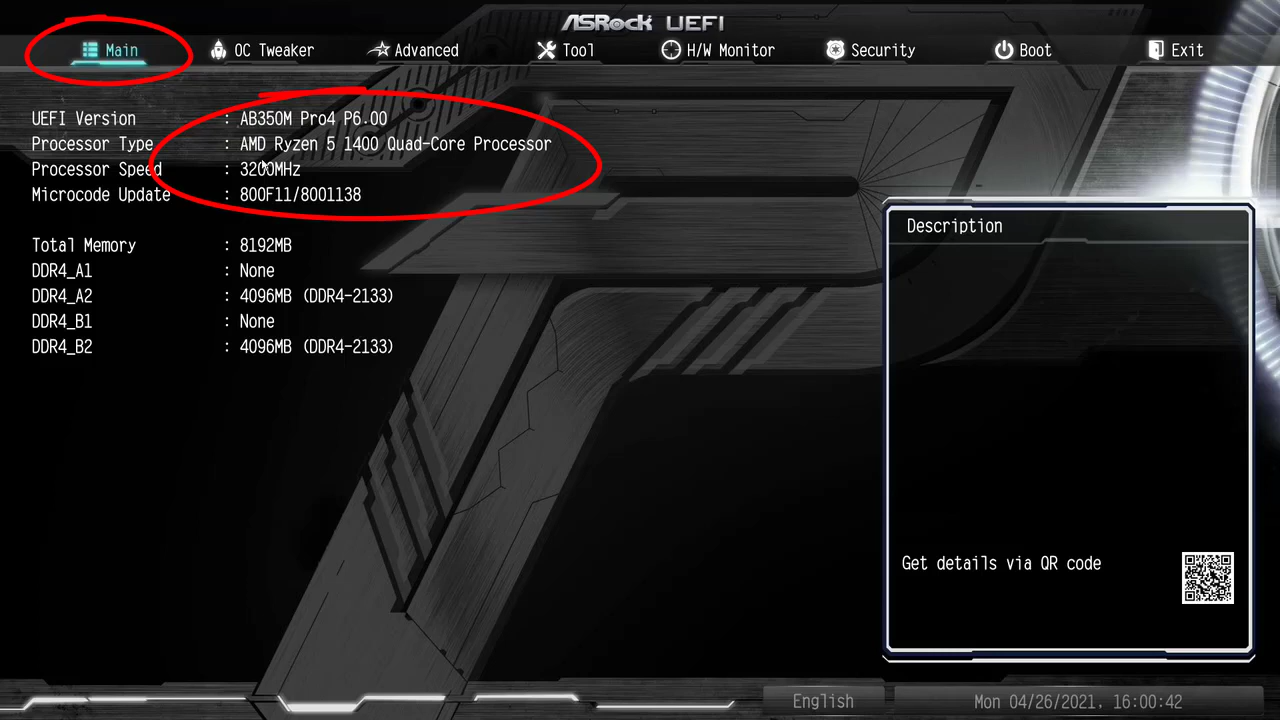 ASRock UEFI
Main OC Tweaker Advanced Tool H/W Monitor Security Boot Exit
UEFI Version : AB350M Pro4 P6.00
Processor Type : AMD Ryzen 5 1400 Quad-Core Processor
Processor Speed : 3200MHz
Microcode Update : 800F11/8001138
Total Memory : 8192MB
DDR4_A1 : None
DDR4_A2 : 4096MB (DDR4-2133)
DDR4_B1 : None
DDR4_B2 : 4096MB (DDR4-2133)
Description
Get details via QR code
English
Mon 04/26/2021, 16:00:42